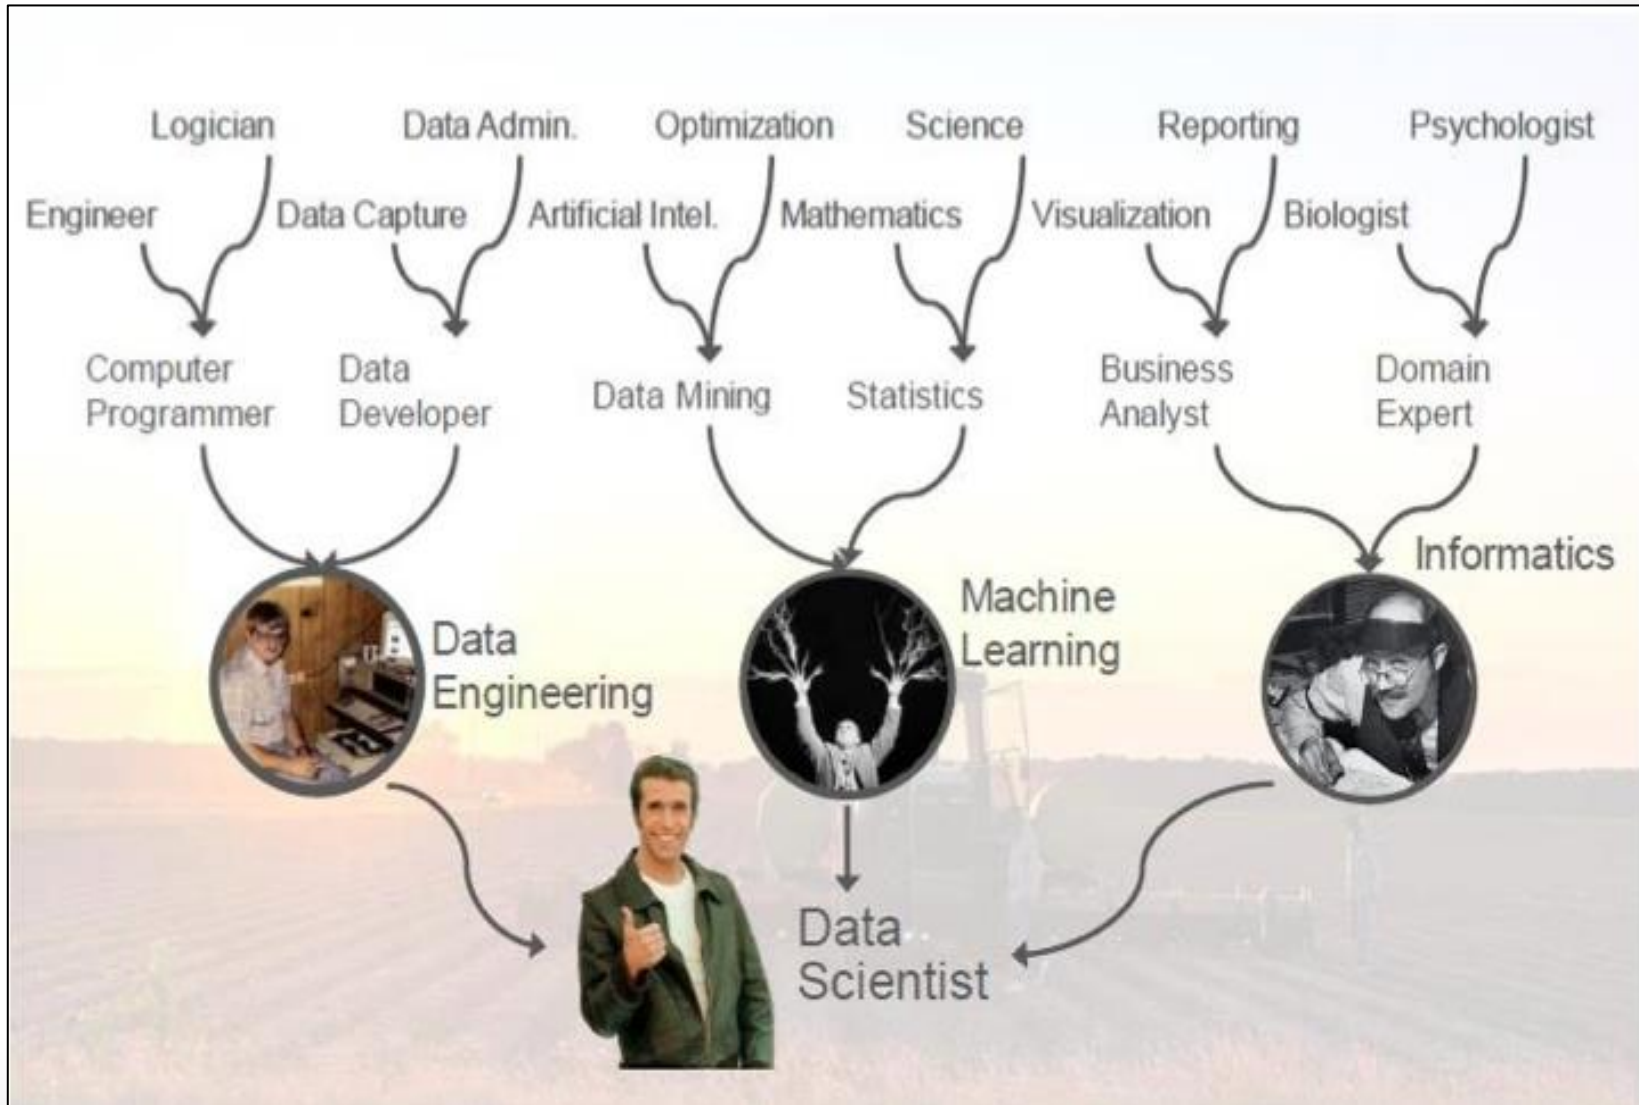 Logician
Data Admin.
Optimization
Science
Reporting
Psychologist
Engineer
Data Capture
Artificial Intel.
Mathematics
Visualization
Biologist
Computer
Programmer
Data
Developer
Data Mining
Statistics
Business
Analyst
Domain
Expert
Data
Engineering
Machine
Learning
Informatics
Data
Scientist